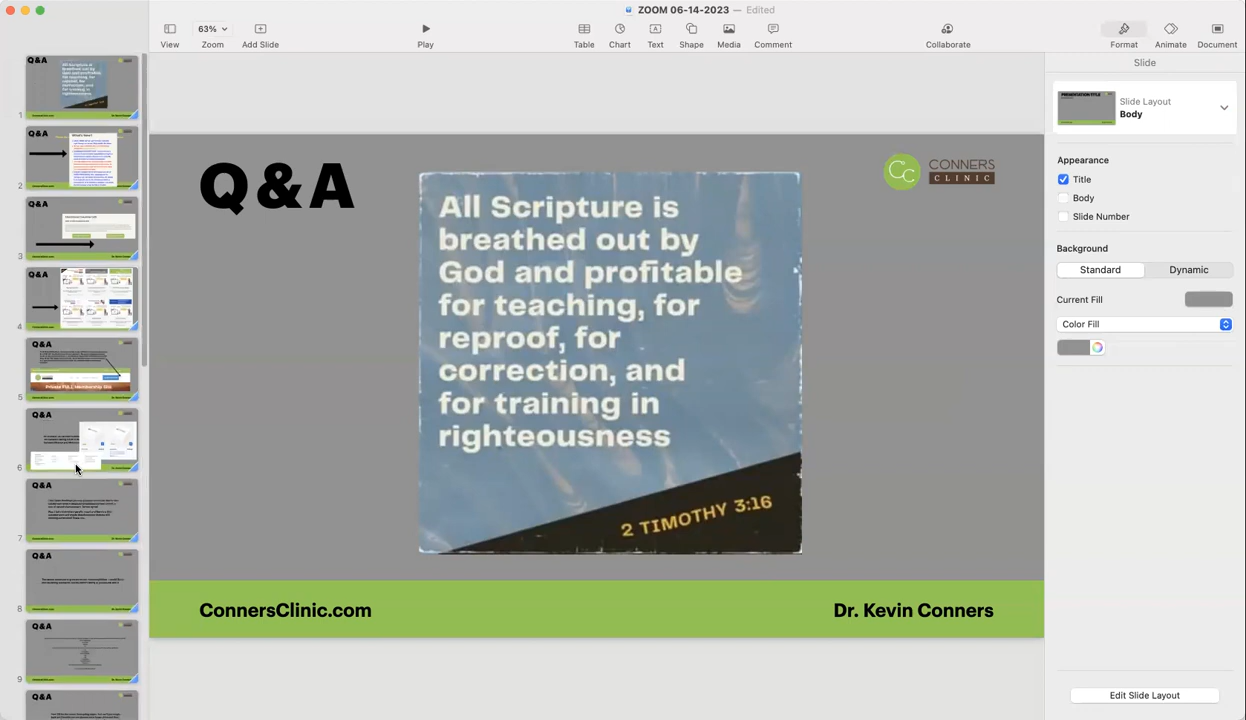 ZOOM 06-14-2023 — Edited
63%
View
Zoom
Add Slide
Play
Table
Chart
Text
Shape
Media
Comment
Collaborate
Format
Animate
Document
Q&A
1
Q&A
2
Q&A
3
Q&A
4
5
Q&A
6
7
Q&A
8
Q&A
9
Q&A
Q&A
CC
CONNERS
CLINIC
All Scripture is
breathed out by
God and profitable
for teaching, for
reproof, for
correction, and
for training in
righteousness
2 TIMOTHY 3:16
ConnersClinic.com
Dr. Kevin Conners
Slide
PRESENTATION TITLE
Slide Layout
Body
Appearance
Title
Body
Slide Number
Background
Standard
Dynamic
Current Fill
Color Fill
Edit Slide Layout